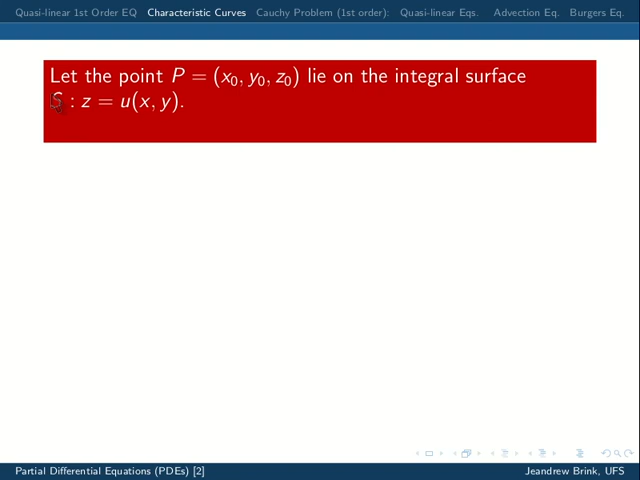 Quasi-linear 1st Order EQ Characteristic Curves Cauchy Problem (1st order): Quasi-linear Eqs. Advection Eq. Burgers Eq.
Let the point P = (x₀, y₀, z₀) lie on the integral surface
S : z = u(x, y).
Partial Differential Equations (PDEs) [2] Jeandrew Brink, UFS